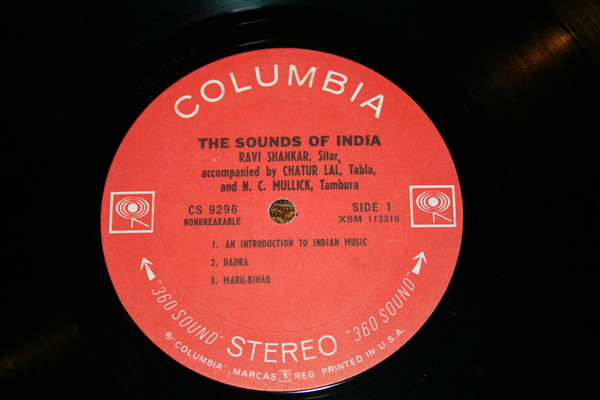 COLUMBIA
THE SOUNDS OF INDIA
RAVI SHANKAR, Sitar,
accompanied by CHATUR LAL, Tabla,
and N. C. MULLICK, Tambura
CS 9296
NONBREAKABLE
SIDE 1
XSM 113316
1. AN INTRODUCTION TO INDIAN MUSIC
2. DADRA
3. MARU-BIHÁG
"360 SOUND" STEREO "360 SOUND"
Ⓟ "COLUMBIA" MARCAS REG PRINTED IN U.S.A.